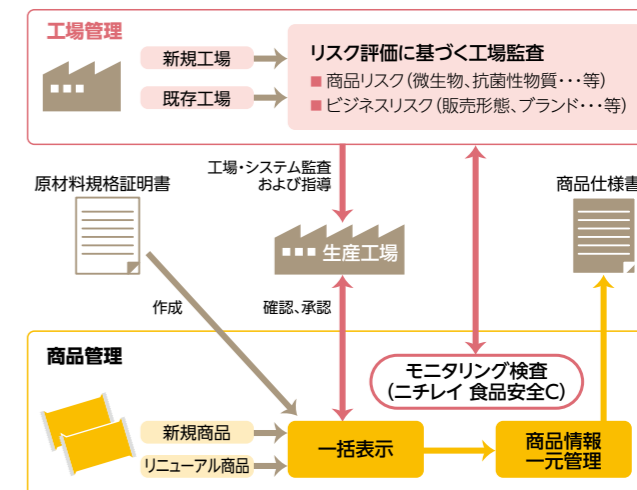 工場管理
新規工場
既存工場
リスク評価に基づく工場監査
■ 商品リスク（微生物、抗菌性物質・・・等）
■ ビジネスリスク（販売形態、ブランド・・・等）
工場・システム監査
および指導
原材料規格証明書
商品仕様書
生産工場
作成
確認、承認
商品管理
モニタリング検査
（ニチレイ 食品安全C）
新規商品
リニューアル商品
一括表示
商品情報
一元管理